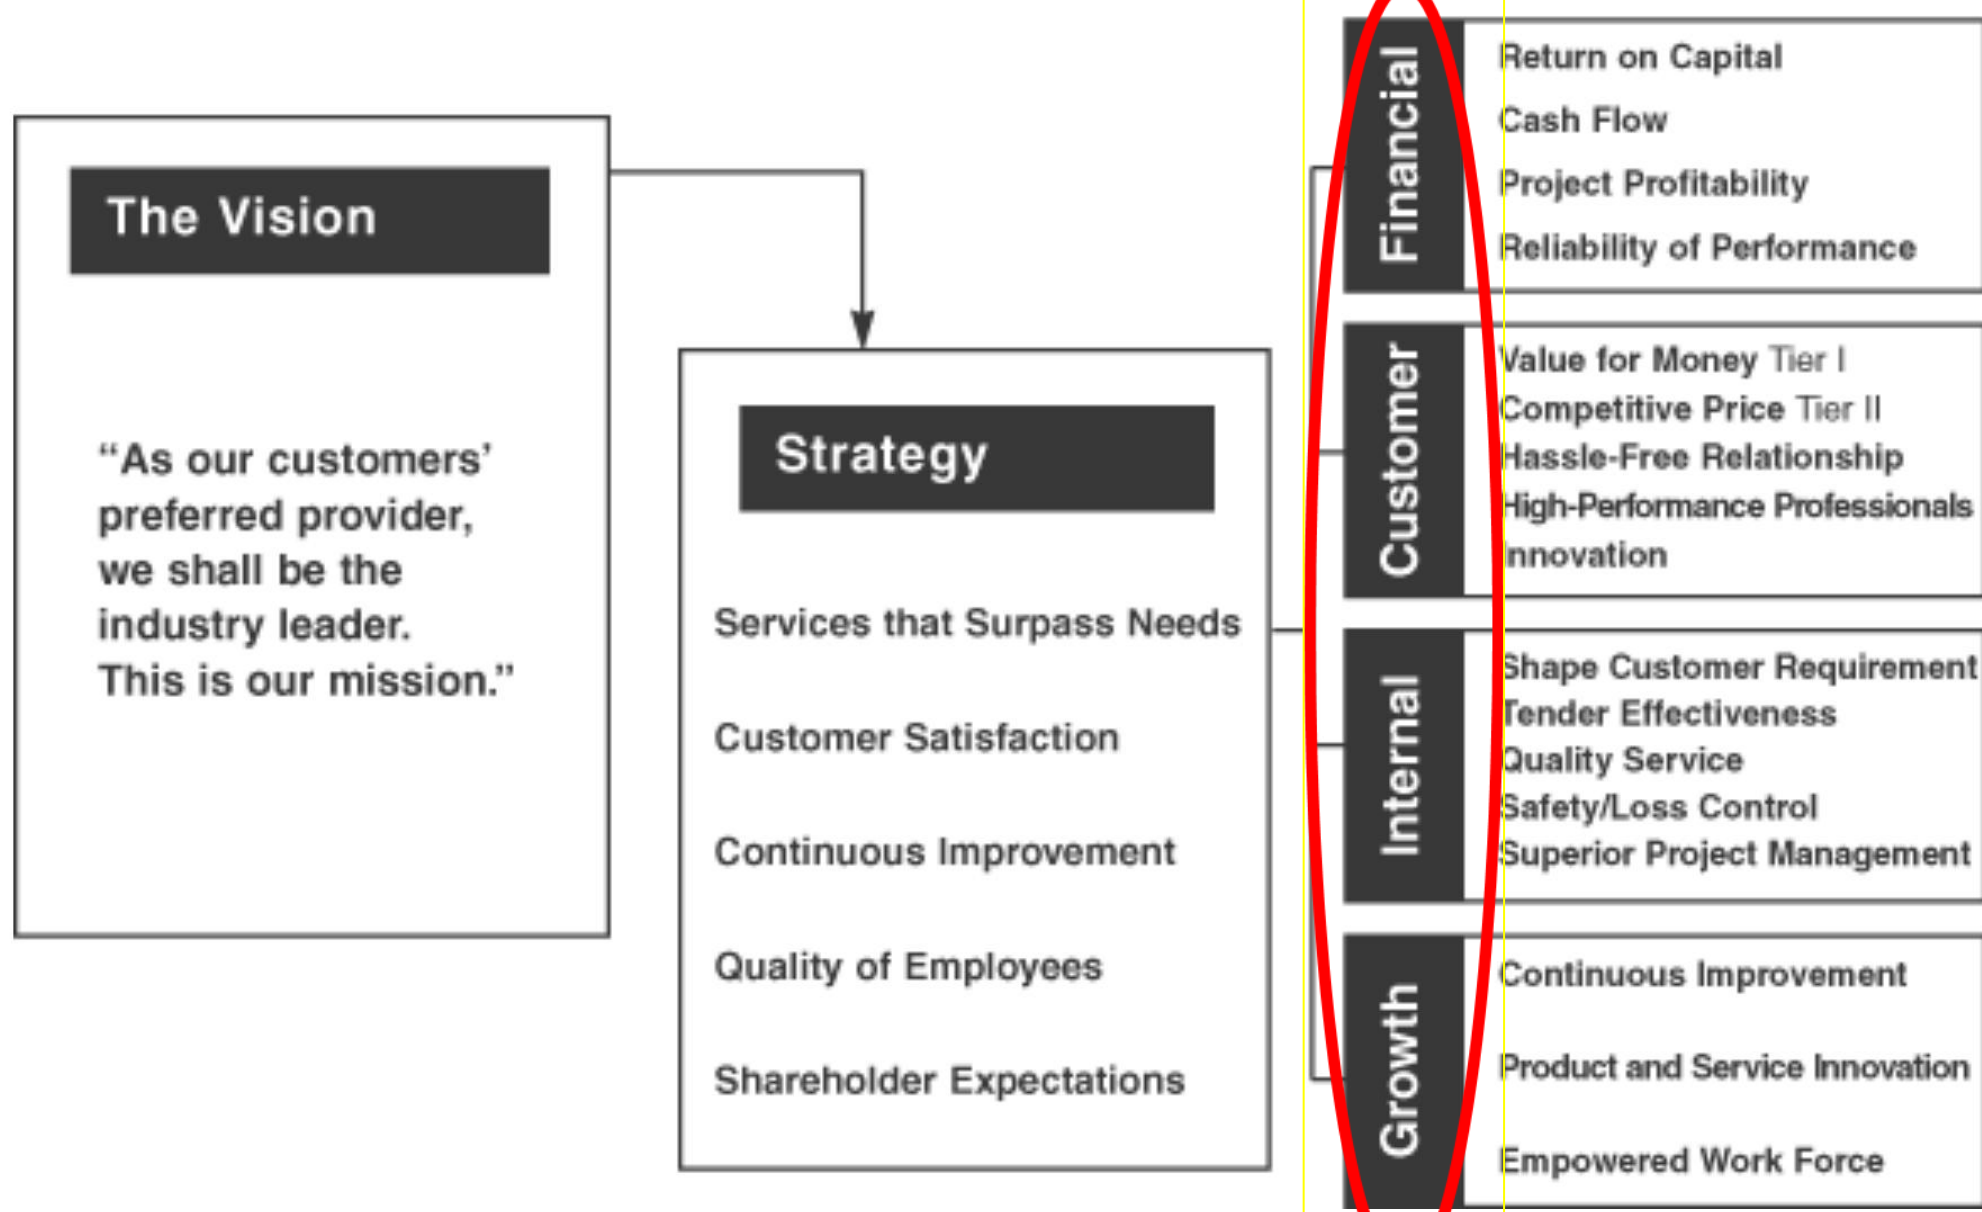 The Vision
“As our customers’
preferred provider,
we shall be the
industry leader.
This is our mission.”
Strategy
Services that Surpass Needs
Customer Satisfaction
Continuous Improvement
Quality of Employees
Shareholder Expectations
Financial
Return on Capital
Cash Flow
Project Profitability
Reliability of Performance
Customer
Value for Money Tier I
Competitive Price Tier II
Hassle-Free Relationship
High-Performance Professionals
Innovation
Internal
Shape Customer Requirement
Tender Effectiveness
Quality Service
Safety/Loss Control
Superior Project Management
Growth
Continuous Improvement
Product and Service Innovation
Empowered Work Force